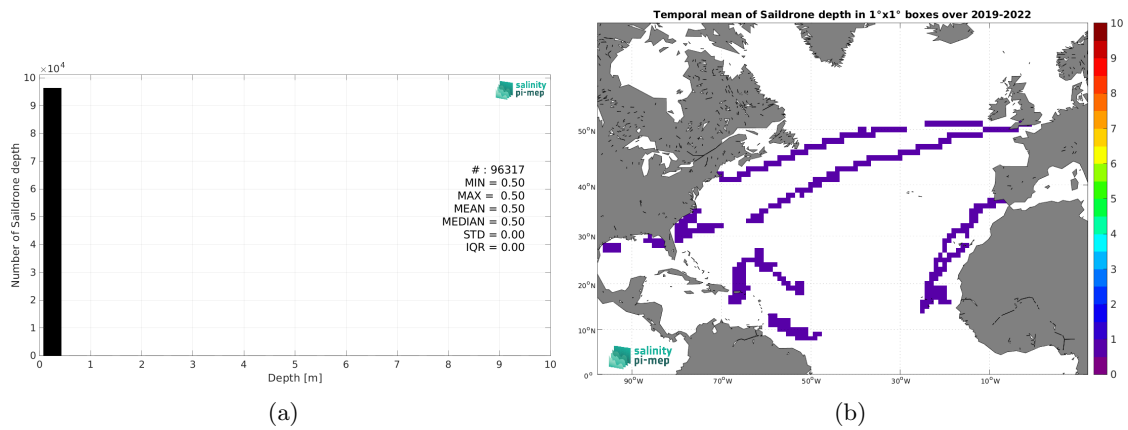 ×10⁴
10
9
8
7
6
5
4
3
2
1
0
Number of Saildrone depth
salinity
pi-mep
# : 96317
MIN = 0.50
MAX = 0.50
MEAN = 0.50
MEDIAN = 0.50
STD = 0.00
IQR = 0.00
0 1 2 3 4 5 6 7 8 9 10
Depth [m]
(a)
Temporal mean of Saildrone depth in 1°x1° boxes over 2019-2022
50°N
40°N
30°N
20°N
10°N
0°
salinity
pi-mep
90°W 70°W 50°W 30°W 10°W
10
9
8
7
6
5
4
3
2
1
0
(b)